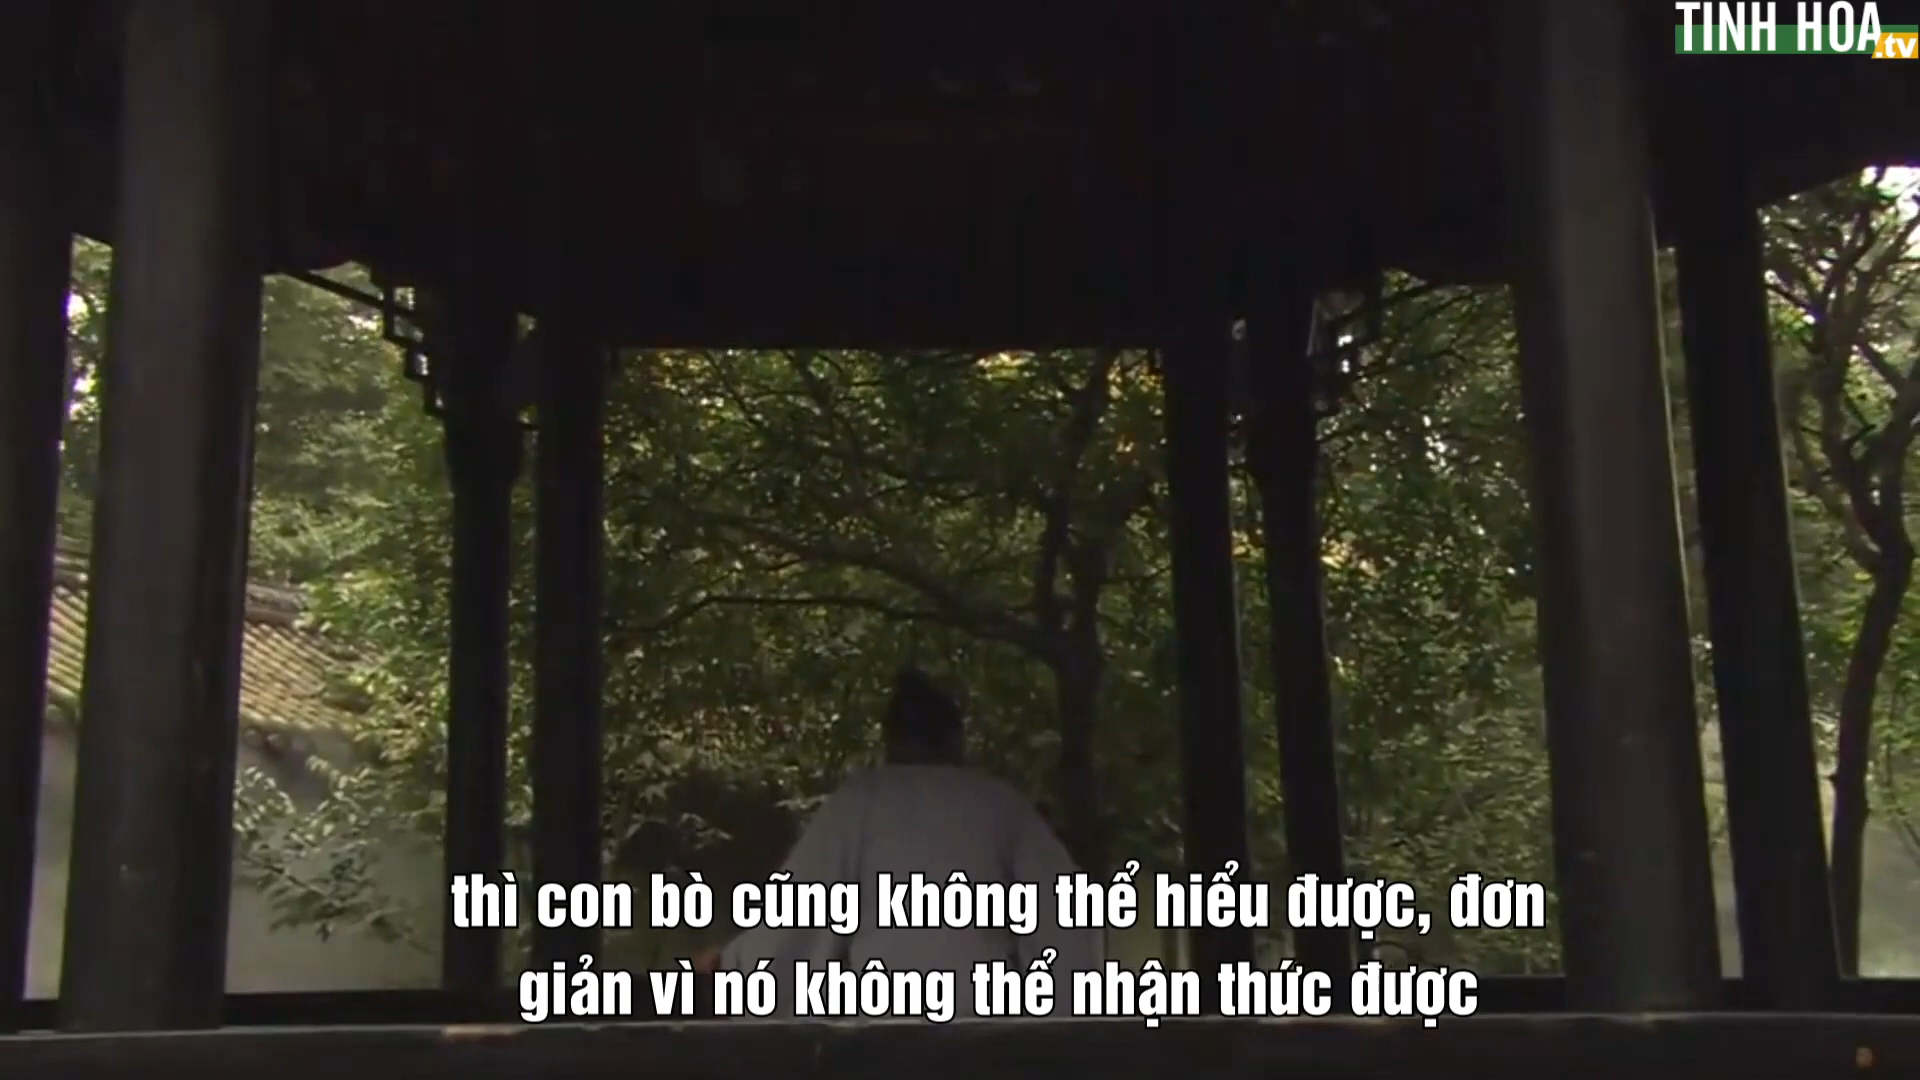 TINH HOA
.tv
thì con bò cũng không thể hiểu được, đơn
giản vì nó không thể nhận thức được